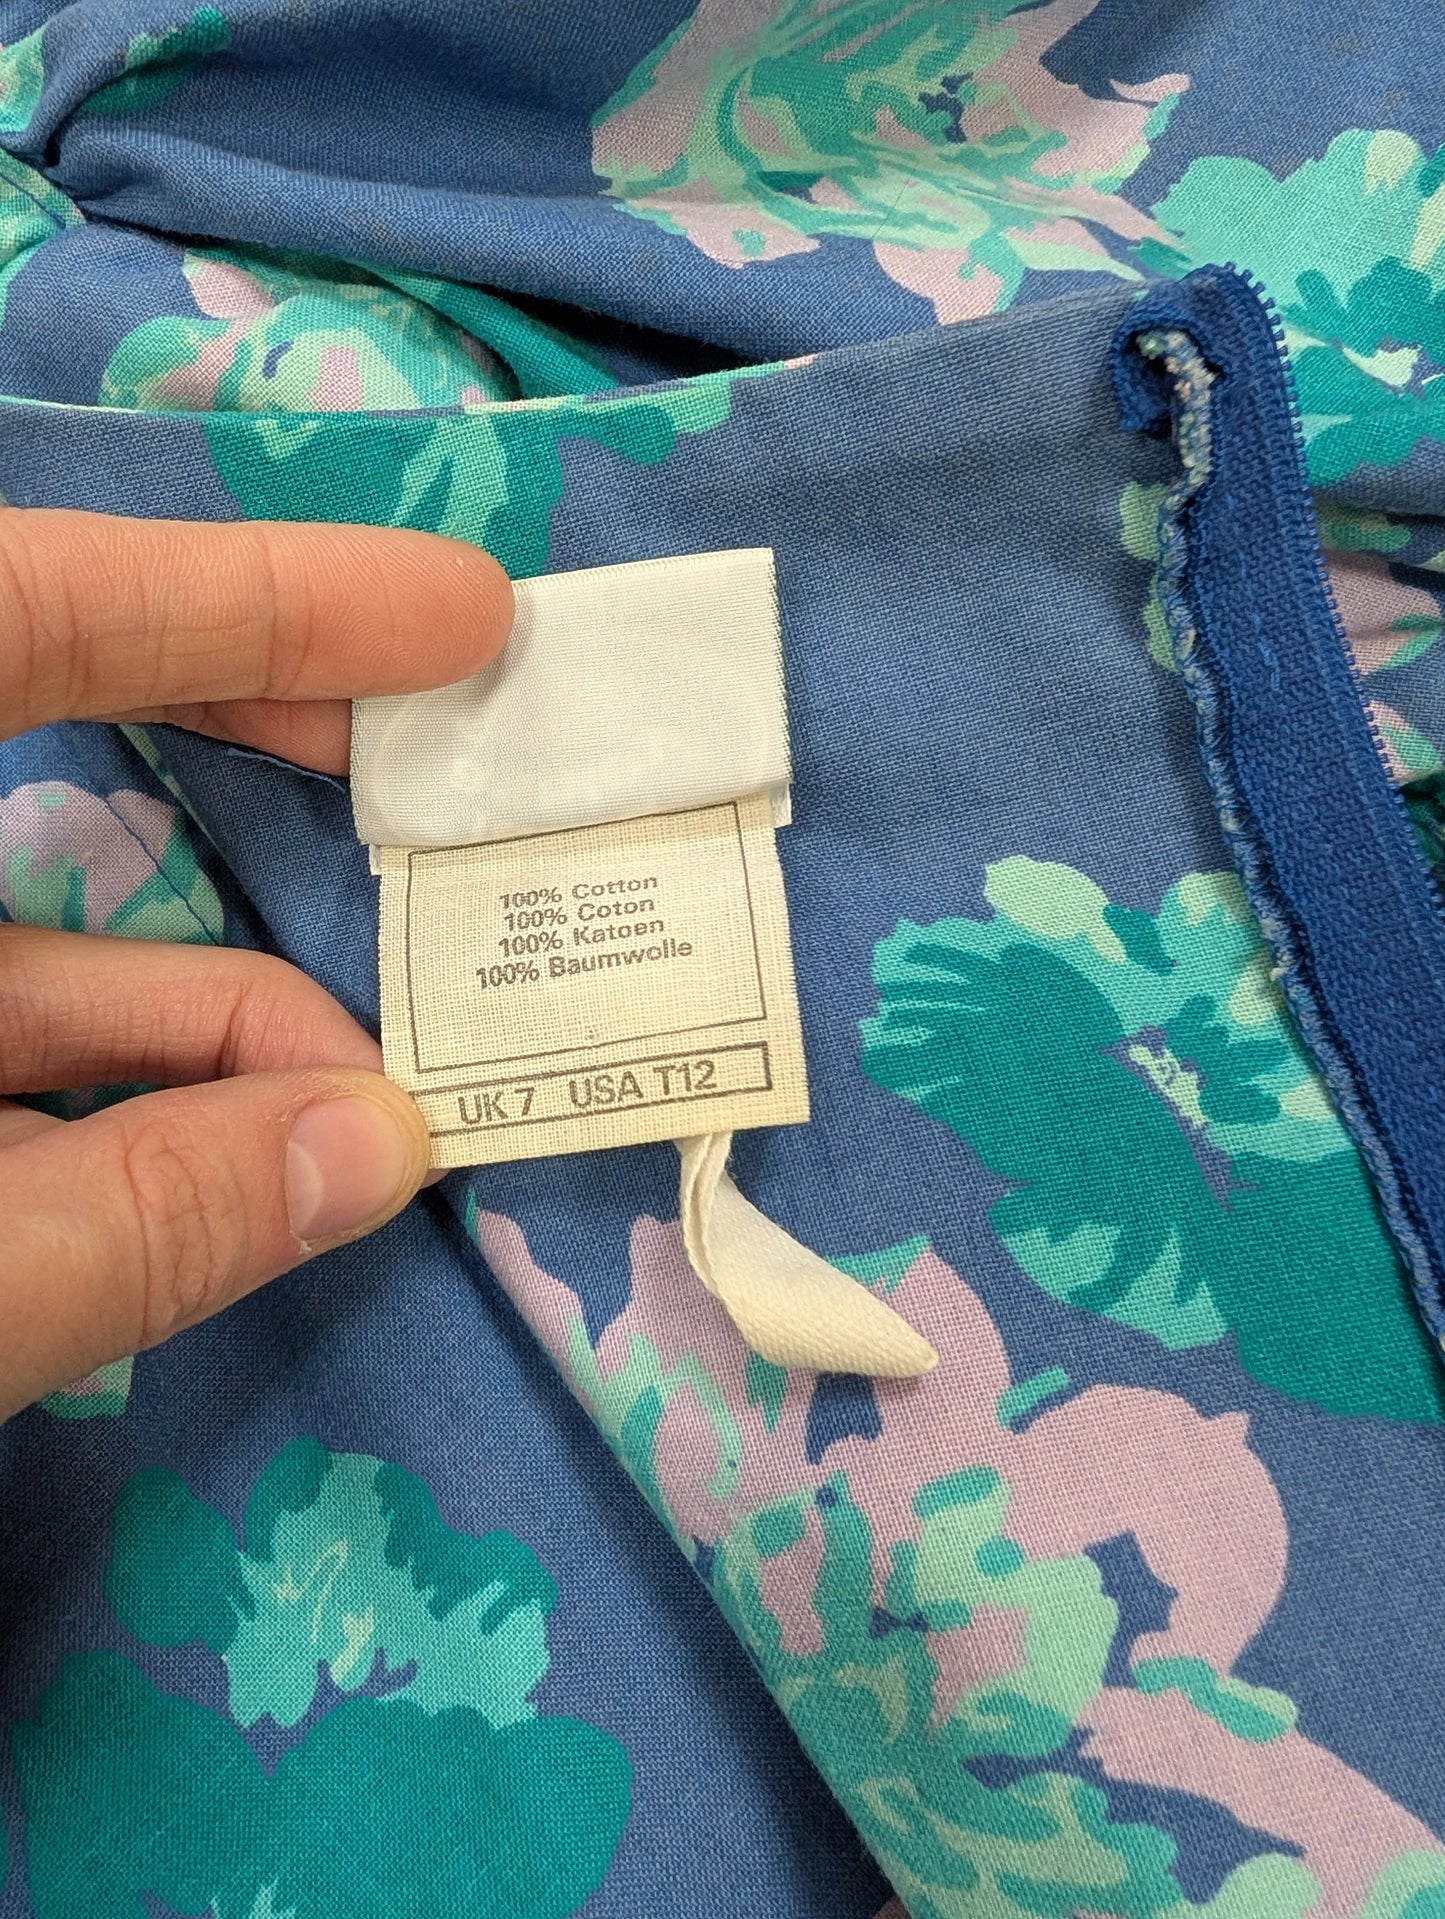 100% Cotton
100% Coton
100% Katoen
100% Baumwolle
UK 7 USA T12